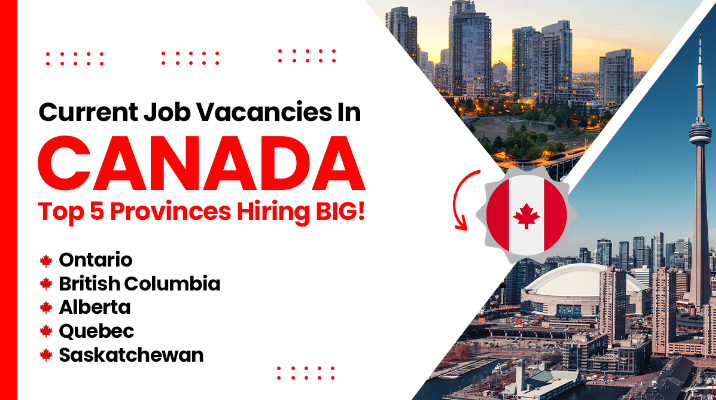 Current Job Vacancies In
CANADA
Top 5 Provinces Hiring BIG!
Ontario
British Columbia
Alberta
Quebec
Saskatchewan